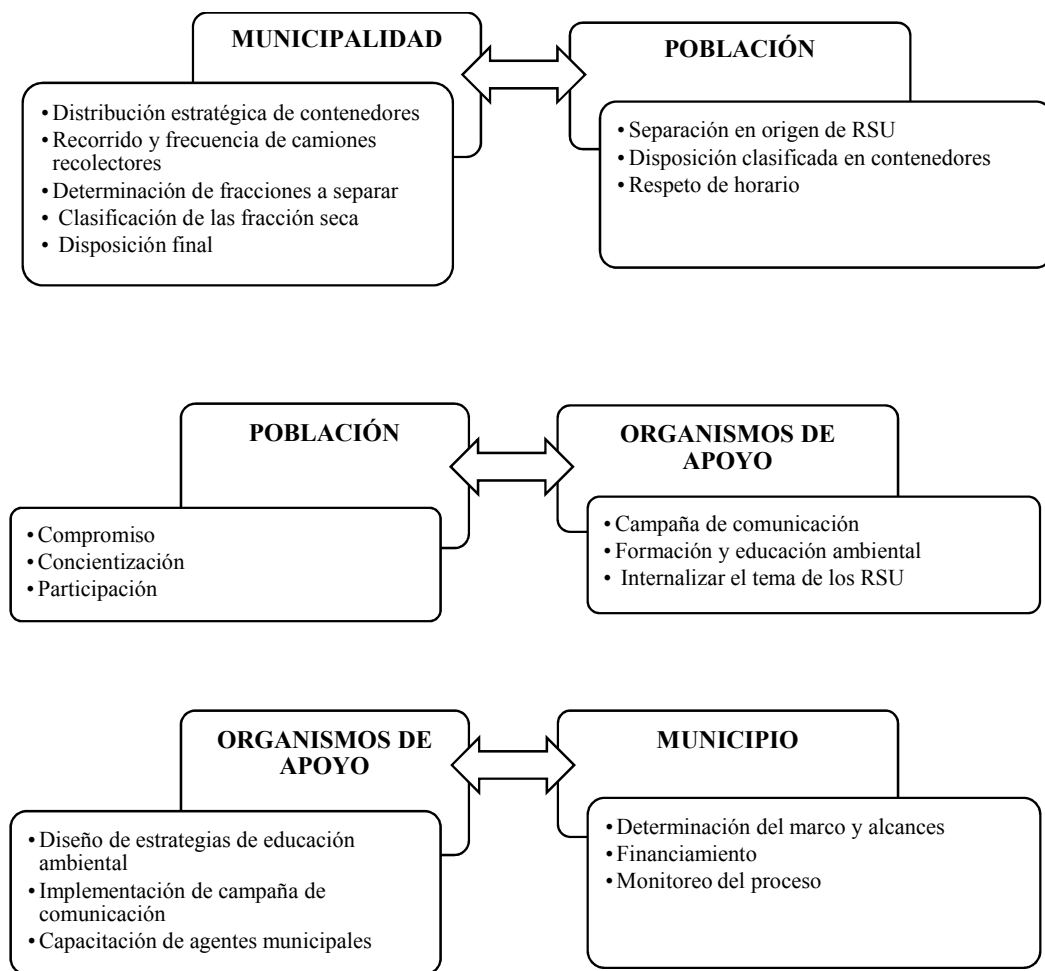 MUNICIPALIDAD
• Distribución estratégica de contenedores
• Recorrido y frecuencia de camiones
recolectores
• Determinación de fracciones a separar
• Clasificación de las fracción seca
• Disposición final
POBLACIÓN
• Separación en origen de RSU
• Disposición clasificada en contenedores
• Respeto de horario
POBLACIÓN
• Compromiso
• Concientización
• Participación
ORGANISMOS DE
APOYO
• Campaña de comunicación
• Formación y educación ambiental
• Internalizar el tema de los RSU
ORGANISMOS DE
APOYO
• Diseño de estrategias de educación
ambiental
• Implementación de campaña de
comunicación
• Capacitación de agentes municipales
MUNICIPIO
• Determinación del marco y alcances
• Financiamiento
• Monitoreo del proceso